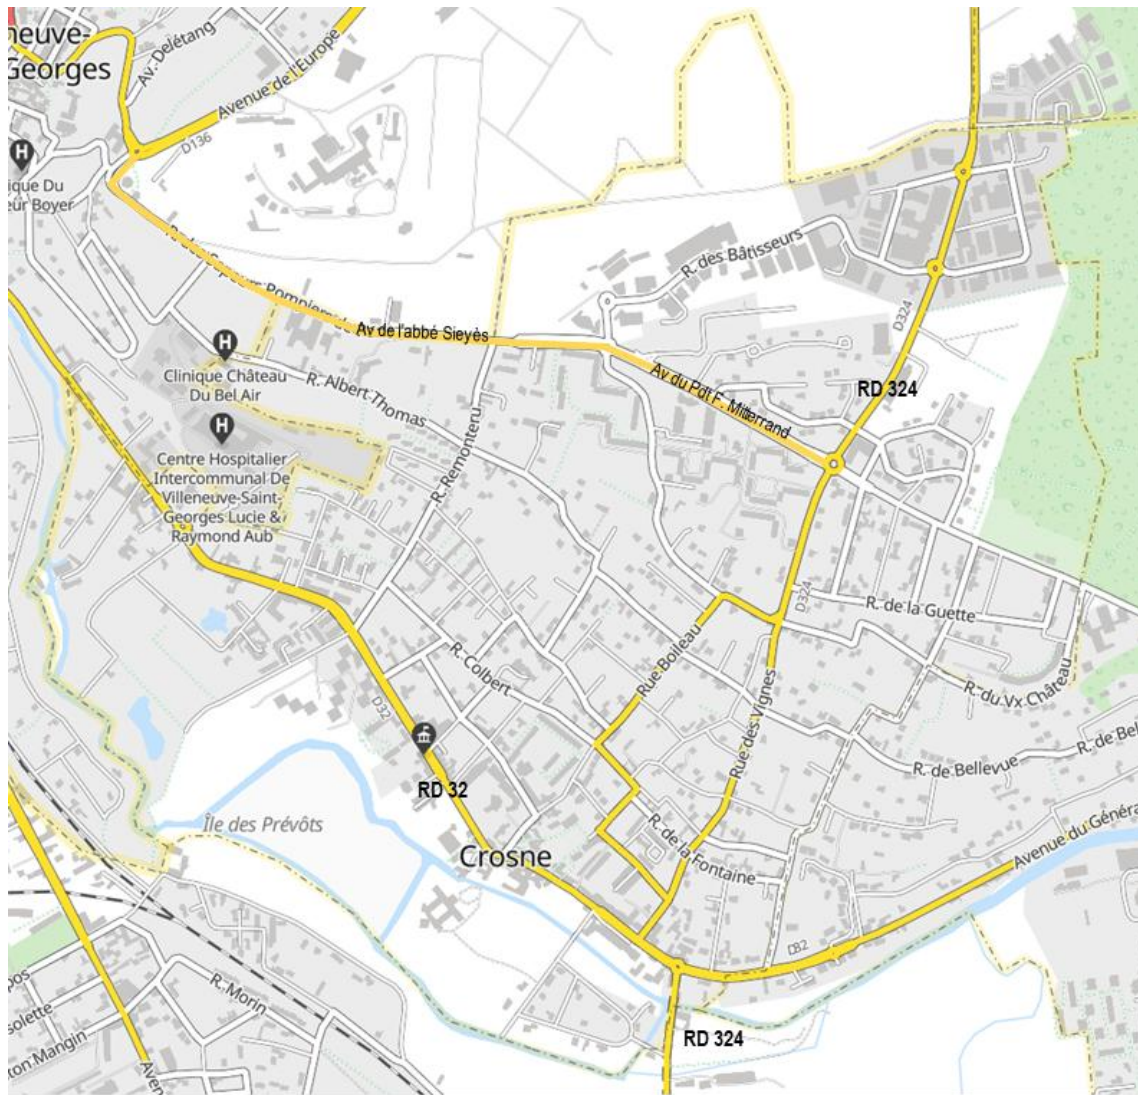 neuve-
Georges
Av. Delétang
Avenue de l'Europe
D136
H
ique Du
eur Boyer
R. des Bâtisseurs
D324
Av de l'abbé Sieyès
H
Clinique Château
Du Bel Air
R. Albert Thomas
Av du Pdt F. Mitterrand
RD 324
H
Centre Hospitalier
Intercommunal De
Villeneuve-Saint-
Georges Lucie &
Raymond Aub
R. Remonteru
D324
R. de la Guette
R. Colbert
Rue Boileau
R. du Vx Château
D32
Rue des Vignes
R. de Bellevue
R. de Bel
RD 32
Île des Prévôts
R. de la Fontaine
Avenue du Généra
Crosne
D32
R. Morin
pos
solette
ton Mangin
Aven
RD 324